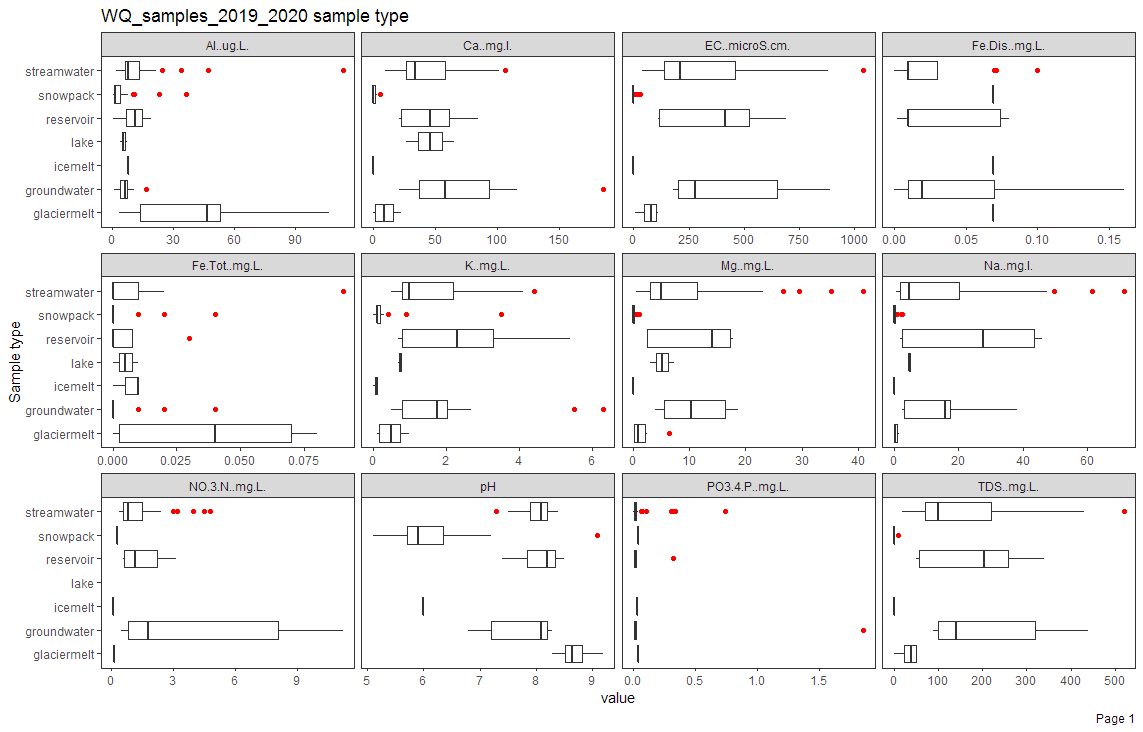 WQ_samples_2019_2020 sample type
Al..ug.L. Ca..mg.l. EC..microS.cm. Fe.Dis..mg.L.
streamwater
snowpack
reservoir
lake
icemelt
groundwater
glaciermelt
0 30 60 90 0 50 100 150 0 250 500 750 1000 0.00 0.05 0.10 0.15
Fe.Tot..mg.L. K..mg.L. Mg..mg.L. Na..mg.l.
Sample type
streamwater
snowpack
reservoir
lake
icemelt
groundwater
glaciermelt
0.000 0.025 0.050 0.075 0 2 4 6 0 10 20 30 40 0 20 40 60
NO.3.N..mg.L. pH PO3.4.P..mg.L. TDS..mg.L.
streamwater
snowpack
reservoir
lake
icemelt
groundwater
glaciermelt
0 3 6 9 5 6 7 8 9 0.0 0.5 1.0 1.5 0 100 200 300 400 500
value
Page 1